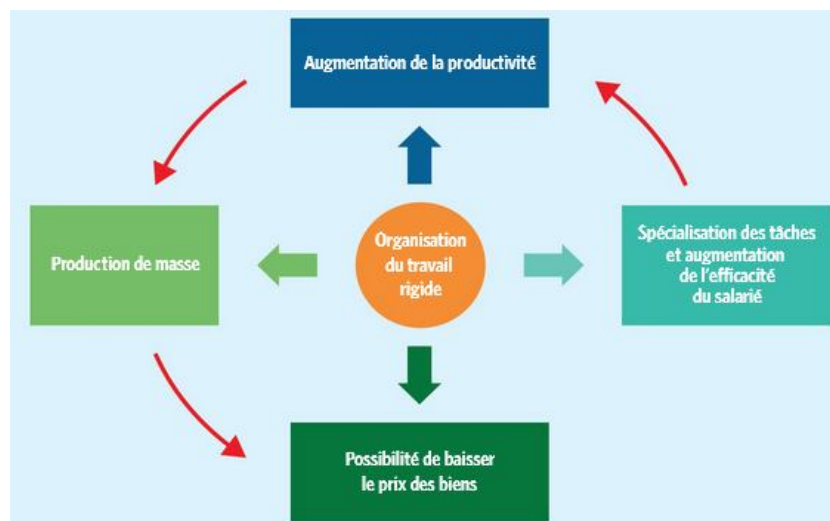 Augmentation de la productivité
Production de masse
Organisation
du travail
rigide
Spécialisation des tâches
et augmentation
de l'efficacité
du salarié
Possibilité de baisser
le prix des biens